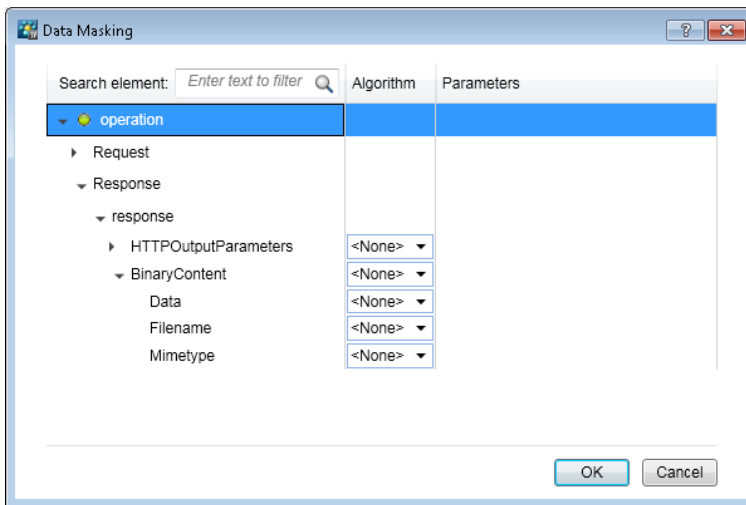 Data Masking
?
Search element: Enter text to filter Algorithm Parameters
operation
Request
Response
response
HTTPOutputParameters <None>
BinaryContent <None>
Data <None>
Filename <None>
Mimetype <None>
OK Cancel